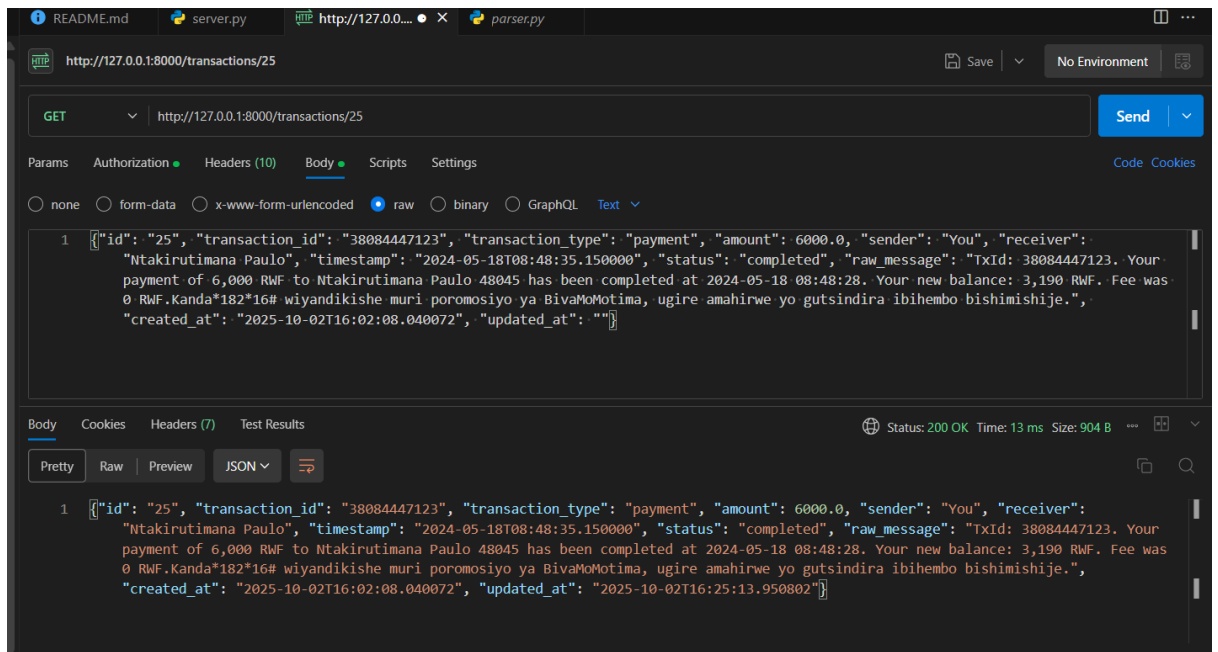 README.md server.py HTTP http://127.0.0.... parser.py
HTTP http://127.0.0.1:8000/transactions/25 Save No Environment
GET http://127.0.0.1:8000/transactions/25 Send
Params Authorization Headers (10) Body Scripts Settings Code Cookies
none form-data x-www-form-urlencoded raw binary GraphQL Text
1 {"id": "25", "transaction_id": "38084447123", "transaction_type": "payment", "amount": 6000.0, "sender": "You", "receiver":
"Ntakirutimana Paulo", "timestamp": "2024-05-18T08:48:35.150000", "status": "completed", "raw_message": "TxId: 38084447123. Your
payment of 6,000 RWF to Ntakirutimana Paulo 48045 has been completed at 2024-05-18 08:48:28. Your new balance: 3,190 RWF. Fee was
0 RWF.Kanda*182*16# wiyandikishe muri poromosiyo ya BivaMoMotima, ugire amahirwe yo gutsindira ibihembo bishimishije.",
"created_at": "2025-10-02T16:02:08.040072", "updated_at": ""}
Body Cookies Headers (7) Test Results Status: 200 OK Time: 13 ms Size: 904 B
Pretty Raw Preview JSON
1 {"id": "25", "transaction_id": "38084447123", "transaction_type": "payment", "amount": 6000.0, "sender": "You", "receiver":
"Ntakirutimana Paulo", "timestamp": "2024-05-18T08:48:35.150000", "status": "completed", "raw_message": "TxId: 38084447123. Your
payment of 6,000 RWF to Ntakirutimana Paulo 48045 has been completed at 2024-05-18 08:48:28. Your new balance: 3,190 RWF. Fee was
0 RWF.Kanda*182*16# wiyandikishe muri poromosiyo ya BivaMoMotima, ugire amahirwe yo gutsindira ibihembo bishimishije.",
"created_at": "2025-10-02T16:02:08.040072", "updated_at": "2025-10-02T16:25:13.950802"}